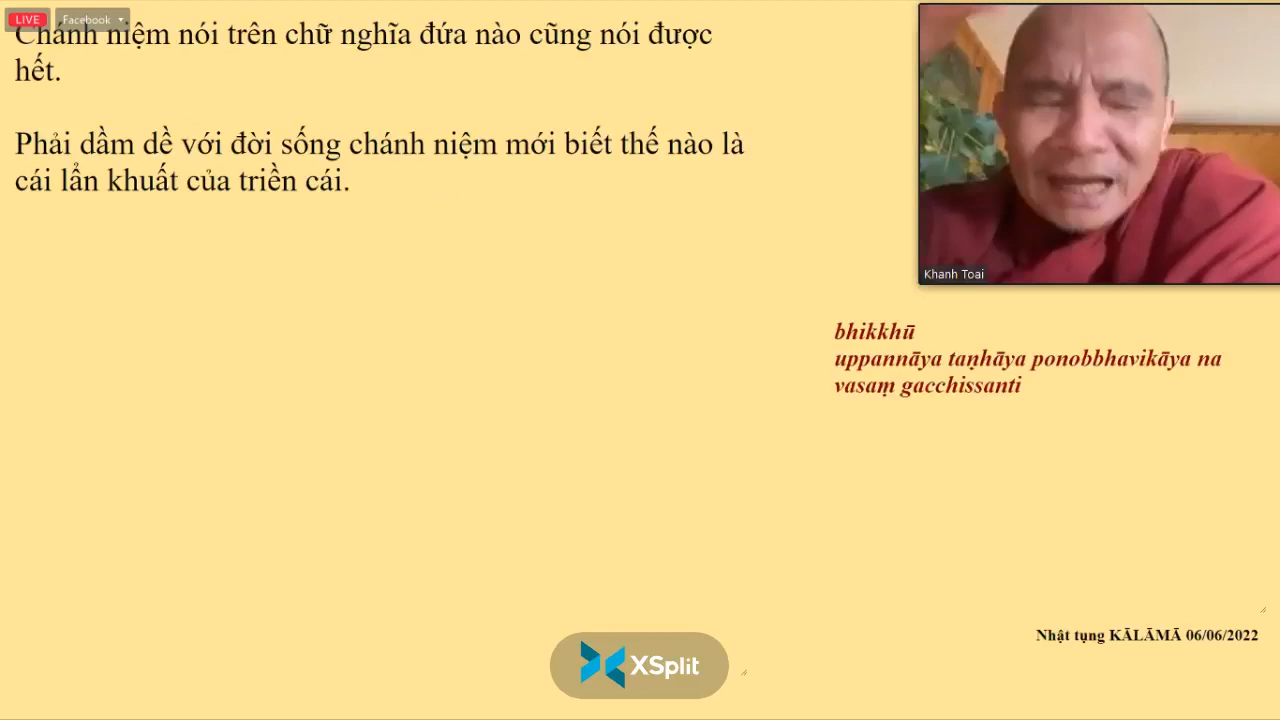 LIVE
Facebook
Chánh niệm nói trên chữ nghĩa đứa nào cũng nói được
hết.
Phải dầm dề với đời sống chánh niệm mới biết thế nào là
cái lẩn khuất của triền cái.
Khanh Toai
bhikkhū
uppannāya taṇhāya ponobbhavikāya na
vasaṃ gacchissanti
Nhật tụng KĀLĀMĀ 06/06/2022
XSplit